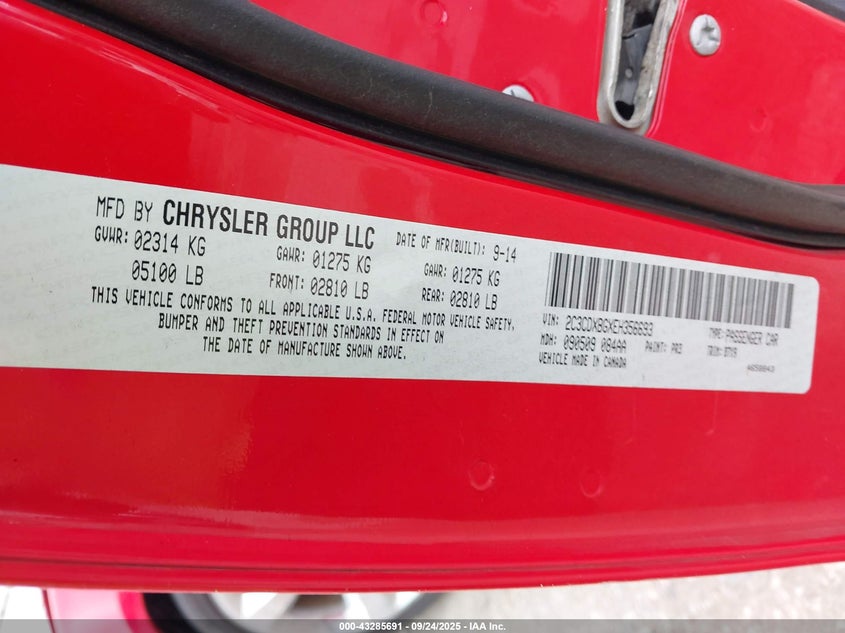 MFD BY CHRYSLER GROUP LLC DATE OF MFR(BUILT): 9-14
GVWR: 02314 KG GAWR: 01275 KG GAWR: 01275 KG
05100 LB FRONT: 02810 LB REAR: 02810 LB
THIS VEHICLE CONFORMS TO ALL APPLICABLE U.S.A. FEDERAL MOTOR VEHICLE SAFETY,
BUMPER AND THEFT PREVENTION STANDARDS IN EFFECT ON
THE DATE OF MANUFACTURE SHOWN ABOVE.
VIN: 2C3CDXBGXEH356693 TYPE: PASSENGER CAR
MDH: 090509 084AA PAINT: PR3 TRIM: B7X9
VEHICLE MADE IN CANADA
000-43285691 - 09/24/2025 - IAA Inc.